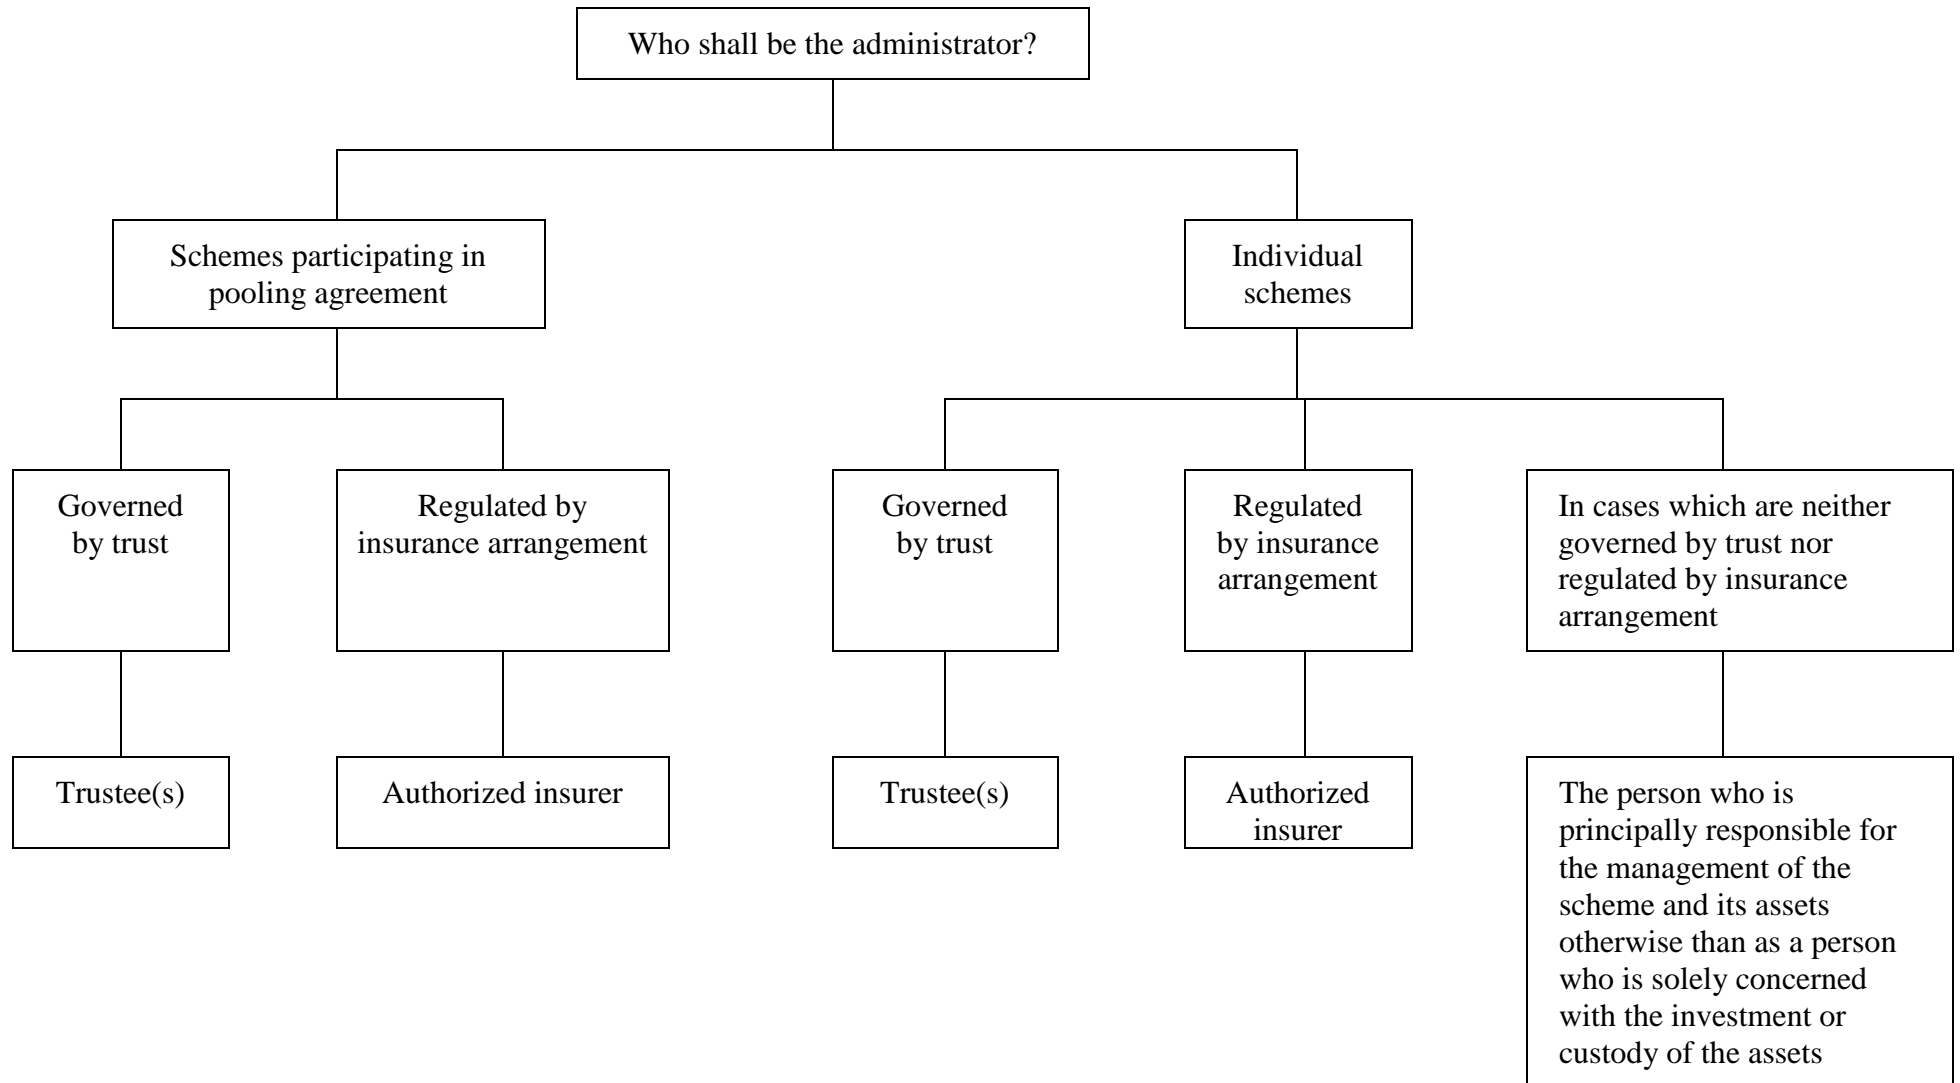 Who shall be the administrator?
Schemes participating in
pooling agreement
Individual
schemes
Governed
by trust
Regulated by
insurance arrangement
Governed
by trust
Regulated
by insurance
arrangement
In cases which are neither
governed by trust nor
regulated by insurance
arrangement
Trustee(s)
Authorized insurer
Trustee(s)
Authorized
insurer
The person who is
principally responsible for
the management of the
scheme and its assets
otherwise than as a person
who is solely concerned
with the investment or
custody of the assets